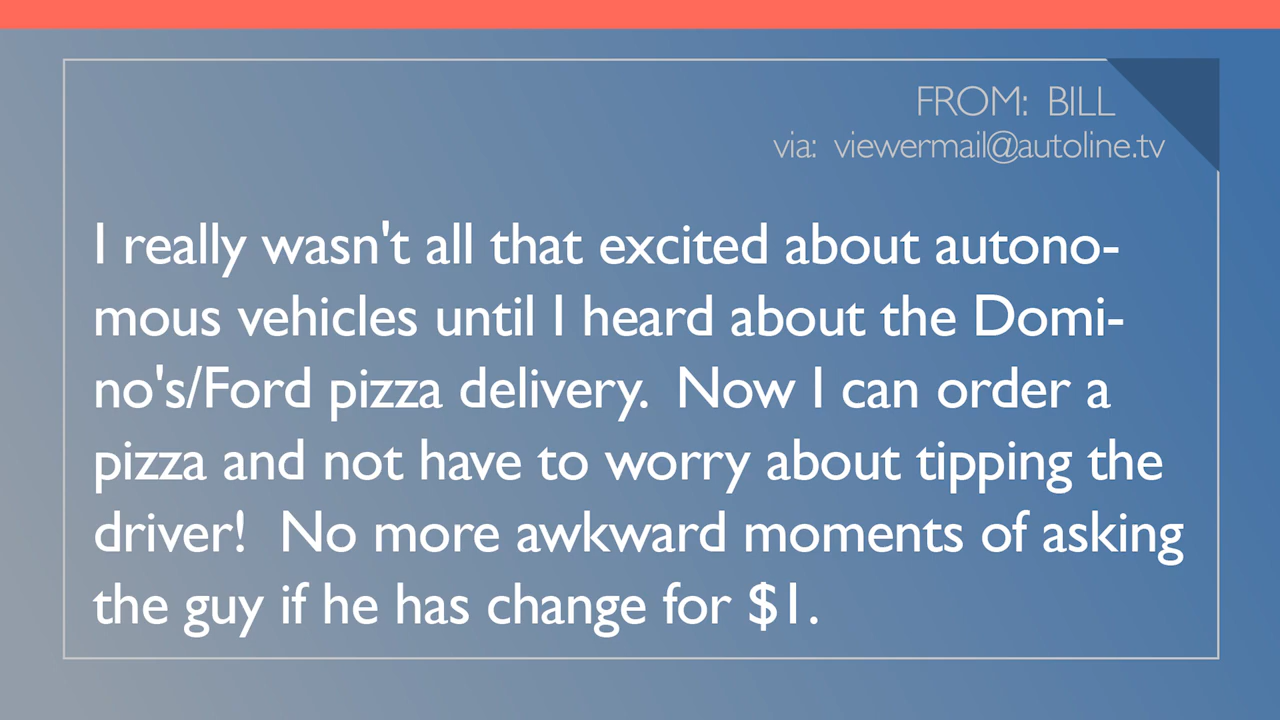 FROM: BILL
via: viewermail@autoline.tv
I really wasn't all that excited about autono-
mous vehicles until I heard about the Domi-
no's/Ford pizza delivery. Now I can order a
pizza and not have to worry about tipping the
driver! No more awkward moments of asking
the guy if he has change for $1.